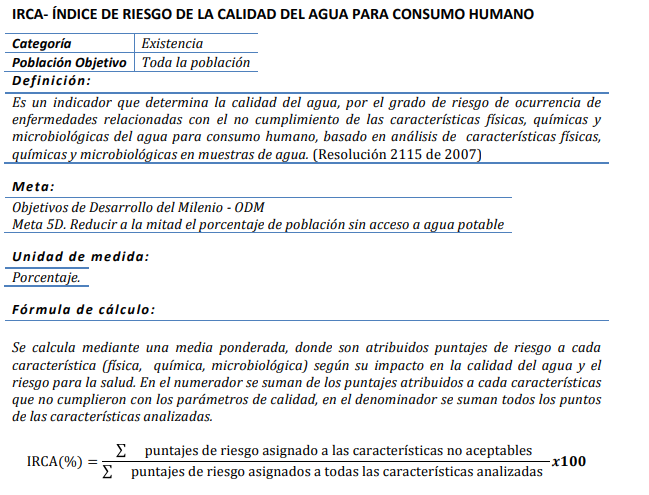 IRCA- ÍNDICE DE RIESGO DE LA CALIDAD DEL AGUA PARA CONSUMO HUMANO
Categoría Existencia
Población Objetivo Toda la población
Definición:
Es un indicador que determina la calidad del agua, por el grado de riesgo de ocurrencia de
enfermedades relacionadas con el no cumplimiento de las características físicas, químicas y
microbiológicas del agua para consumo humano, basado en análisis de características físicas,
químicas y microbiológicas en muestras de agua. (Resolución 2115 de 2007)
Meta:
Objetivos de Desarrollo del Milenio - ODM
Meta 5D. Reducir a la mitad el porcentaje de población sin acceso a agua potable
Unidad de medida:
Porcentaje.
Fórmula de cálculo:
Se calcula mediante una media ponderada, donde son atribuidos puntajes de riesgo a cada
característica (física, química, microbiológica) según su impacto en la calidad del agua y el
riesgo para la salud. En el numerador se suman de los puntajes atribuidos a cada características
que no cumplieron con los parámetros de calidad, en el denominador se suman todos los puntos
de las características analizadas.
∑ puntajes de riesgo asignado a las características no aceptables
IRCA(%) = x100
∑ puntajes de riesgo asignados a todas las características analizadas